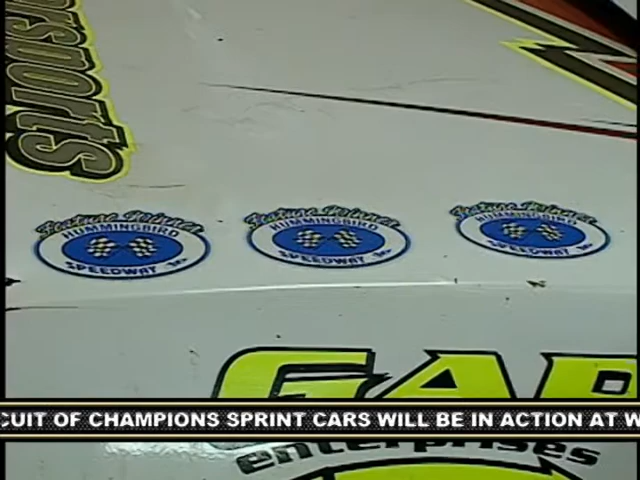 Feature Winner
HUMMINGBIRD
SPEEDWAY
Feature Winner
HUMMINGBIRD
SPEEDWAY
Feature Winner
HUMMINGBIRD
SPEEDWAY
CUIT OF CHAMPIONS SPRINT CARS WILL BE IN ACTION AT W
enterprises